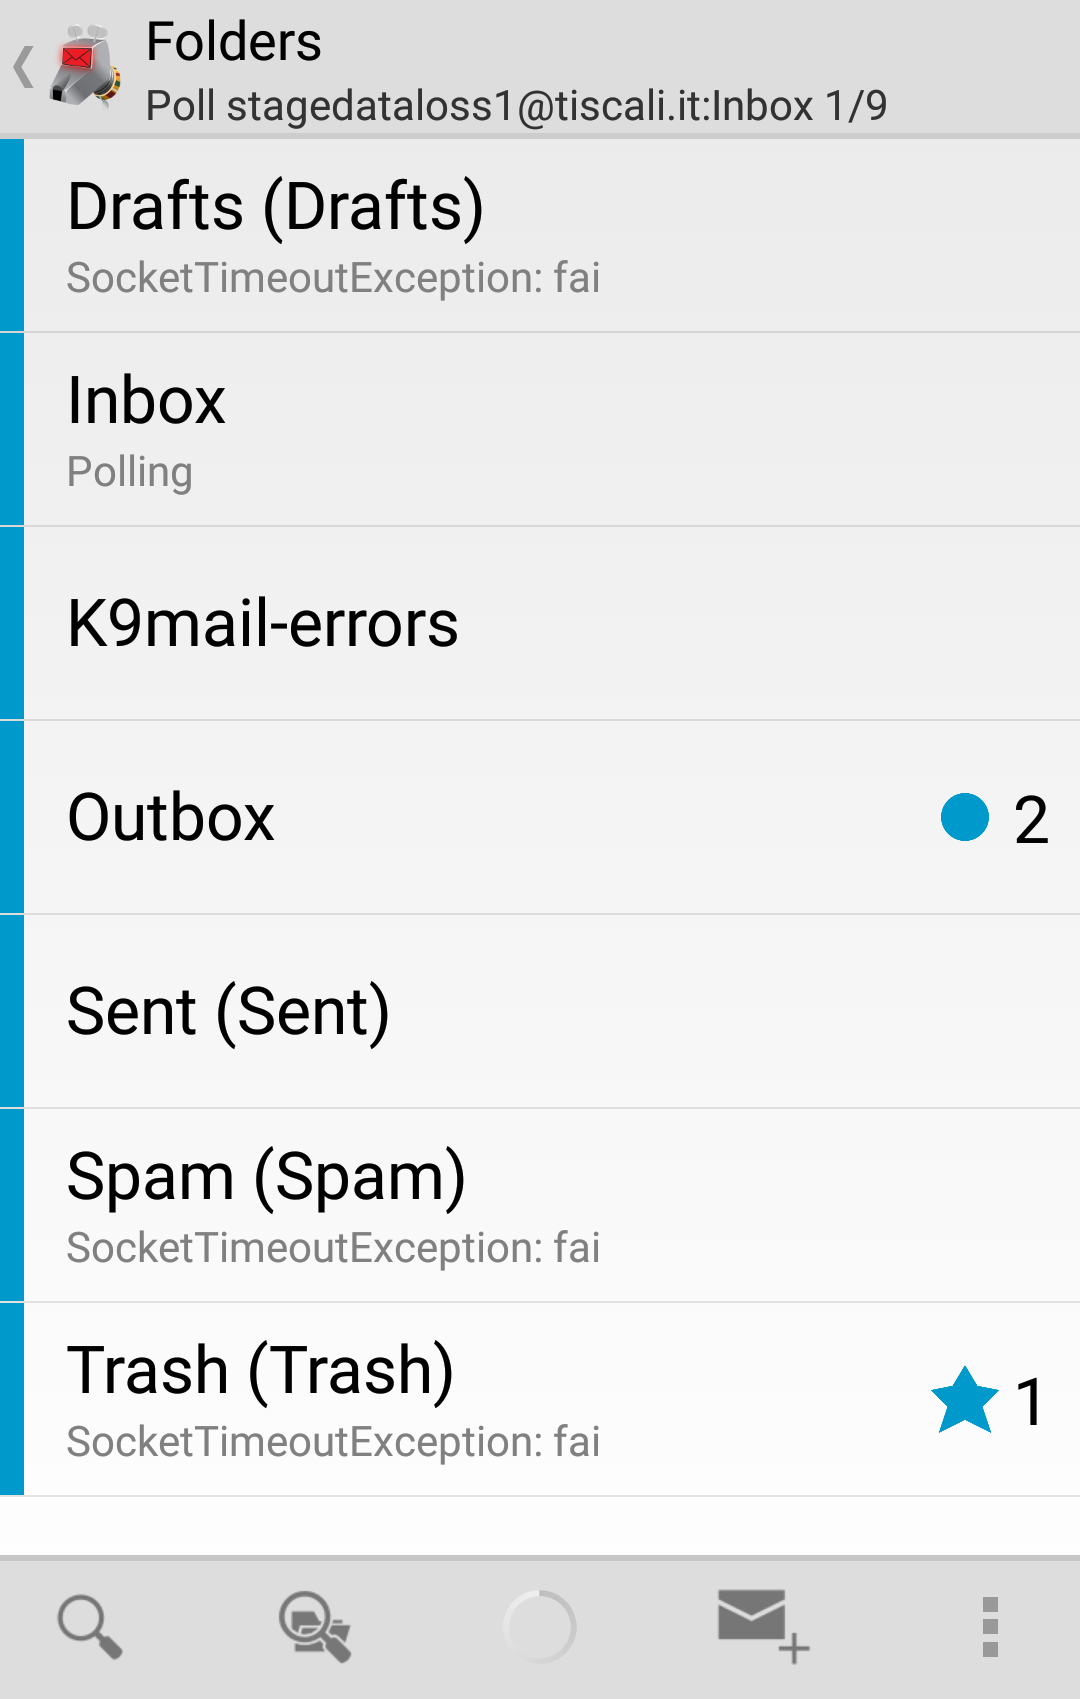 Folders
Poll stagedataloss1@tiscali.it:Inbox 1/9
Drafts (Drafts)
SocketTimeoutException: fai
Inbox
Polling
K9mail-errors
Outbox 2
Sent (Sent)
Spam (Spam)
SocketTimeoutException: fai
Trash (Trash) 1
SocketTimeoutException: fai